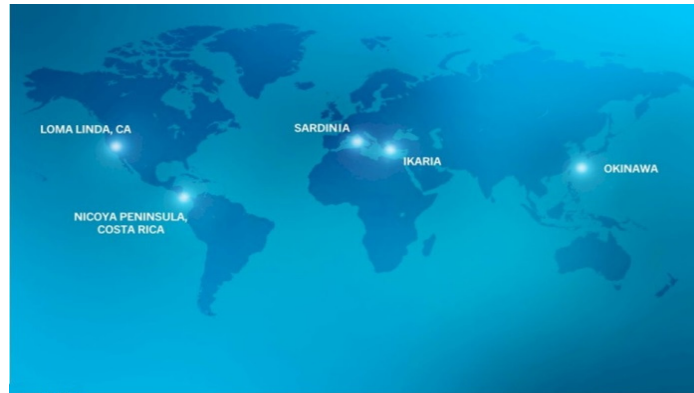 LOMA LINDA, CA
SARDINIA
IKARIA
OKINAWA
NICOYA PENINSULA,
COSTA RICA